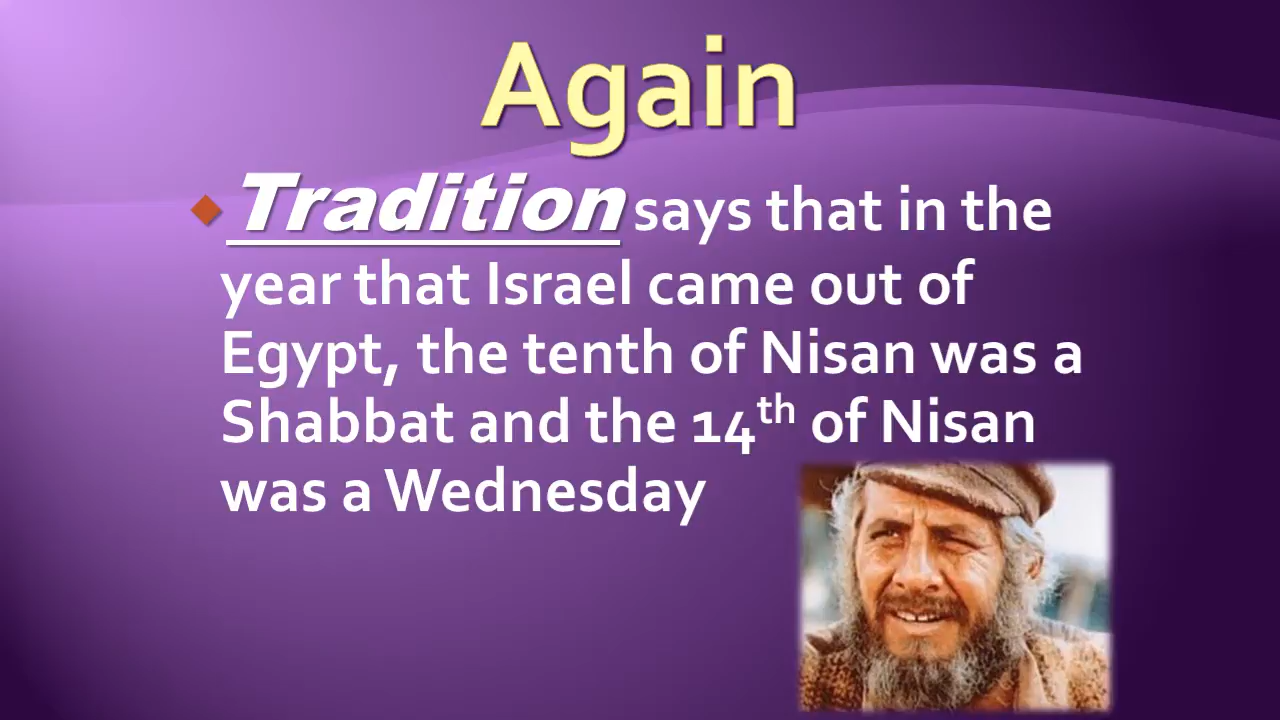 Again
Tradition says that in the
year that Israel came out of
Egypt, the tenth of Nisan was a
Shabbat and the 14th of Nisan
was a Wednesday